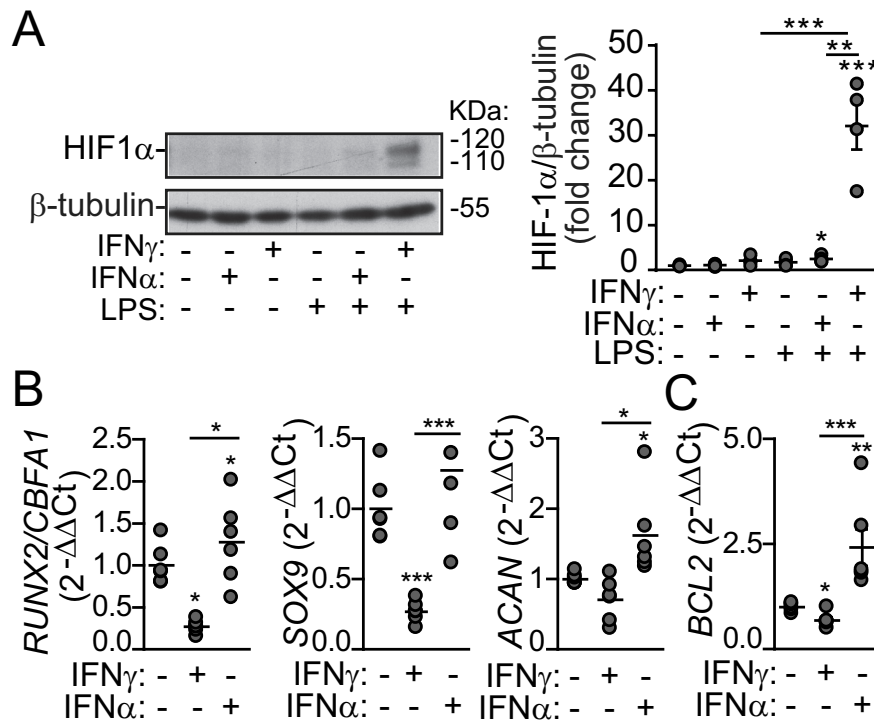 A
HIF1α
KDa:
-120
-110
β-tubulin
-55
IFNγ: - - + - - +
IFNα: - + - - + -
LPS: - - - + + +
HIF-1α/β-tubulin
(fold change)
50
40
30
20
10
0
***
**
***
*
IFNγ: - - + - - +
IFNα: - + - - + -
LPS: - - - + + +
B
RUNX2/CBFA1
(2-ΔΔCt)
2.5
2.0
1.5
1.0
0.5
0.0
*
*
*
IFNγ: - + -
IFNα: - - +
SOX9 (2-ΔΔCt)
1.5
1.0
0.5
0.0
***
***
- + -
- - +
ACAN (2-ΔΔCt)
3
2
1
0
*
*
IFNγ: - + -
IFNα: - - +
C
BCL2 (2-ΔΔCt)
5.0
2.5
0.0
***
**
*
IFNγ: - + -
IFNα: - - +